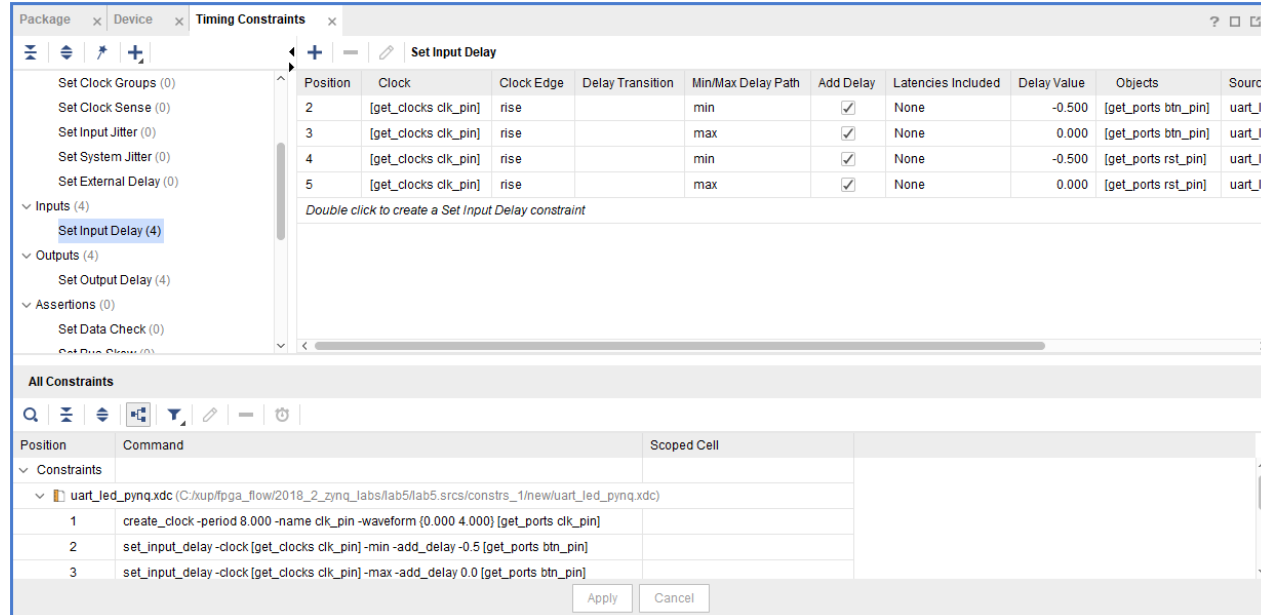 Package Device Timing Constraints ?
Set Input Delay
Set Clock Groups (0)
Set Clock Sense (0)
Set Input Jitter (0)
Set System Jitter (0)
Set External Delay (0)
Inputs (4)
Set Input Delay (4)
Outputs (4)
Set Output Delay (4)
Assertions (0)
Set Data Check (0)
Position Clock Clock Edge Delay Transition Min/Max Delay Path Add Delay Latencies Included Delay Value Objects Sourc
2 [get_clocks clk_pin] rise min None -0.500 [get_ports btn_pin] uart_l
3 [get_clocks clk_pin] rise max None 0.000 [get_ports btn_pin] uart_l
4 [get_clocks clk_pin] rise min None -0.500 [get_ports rst_pin] uart_l
5 [get_clocks clk_pin] rise max None 0.000 [get_ports rst_pin] uart_l
Double click to create a Set Input Delay constraint
All Constraints
Position Command Scoped Cell
Constraints
uart_led_pynq.xdc (C:/xup/fpga_flow/2018_2_zynq_labs/lab5/lab5.srcs/constrs_1/new/uart_led_pynq.xdc)
1 create_clock -period 8.000 -name clk_pin -waveform {0.000 4.000} [get_ports clk_pin]
2 set_input_delay -clock [get_clocks clk_pin] -min -add_delay -0.5 [get_ports btn_pin]
3 set_input_delay -clock [get_clocks clk_pin] -max -add_delay 0.0 [get_ports btn_pin]
Apply Cancel